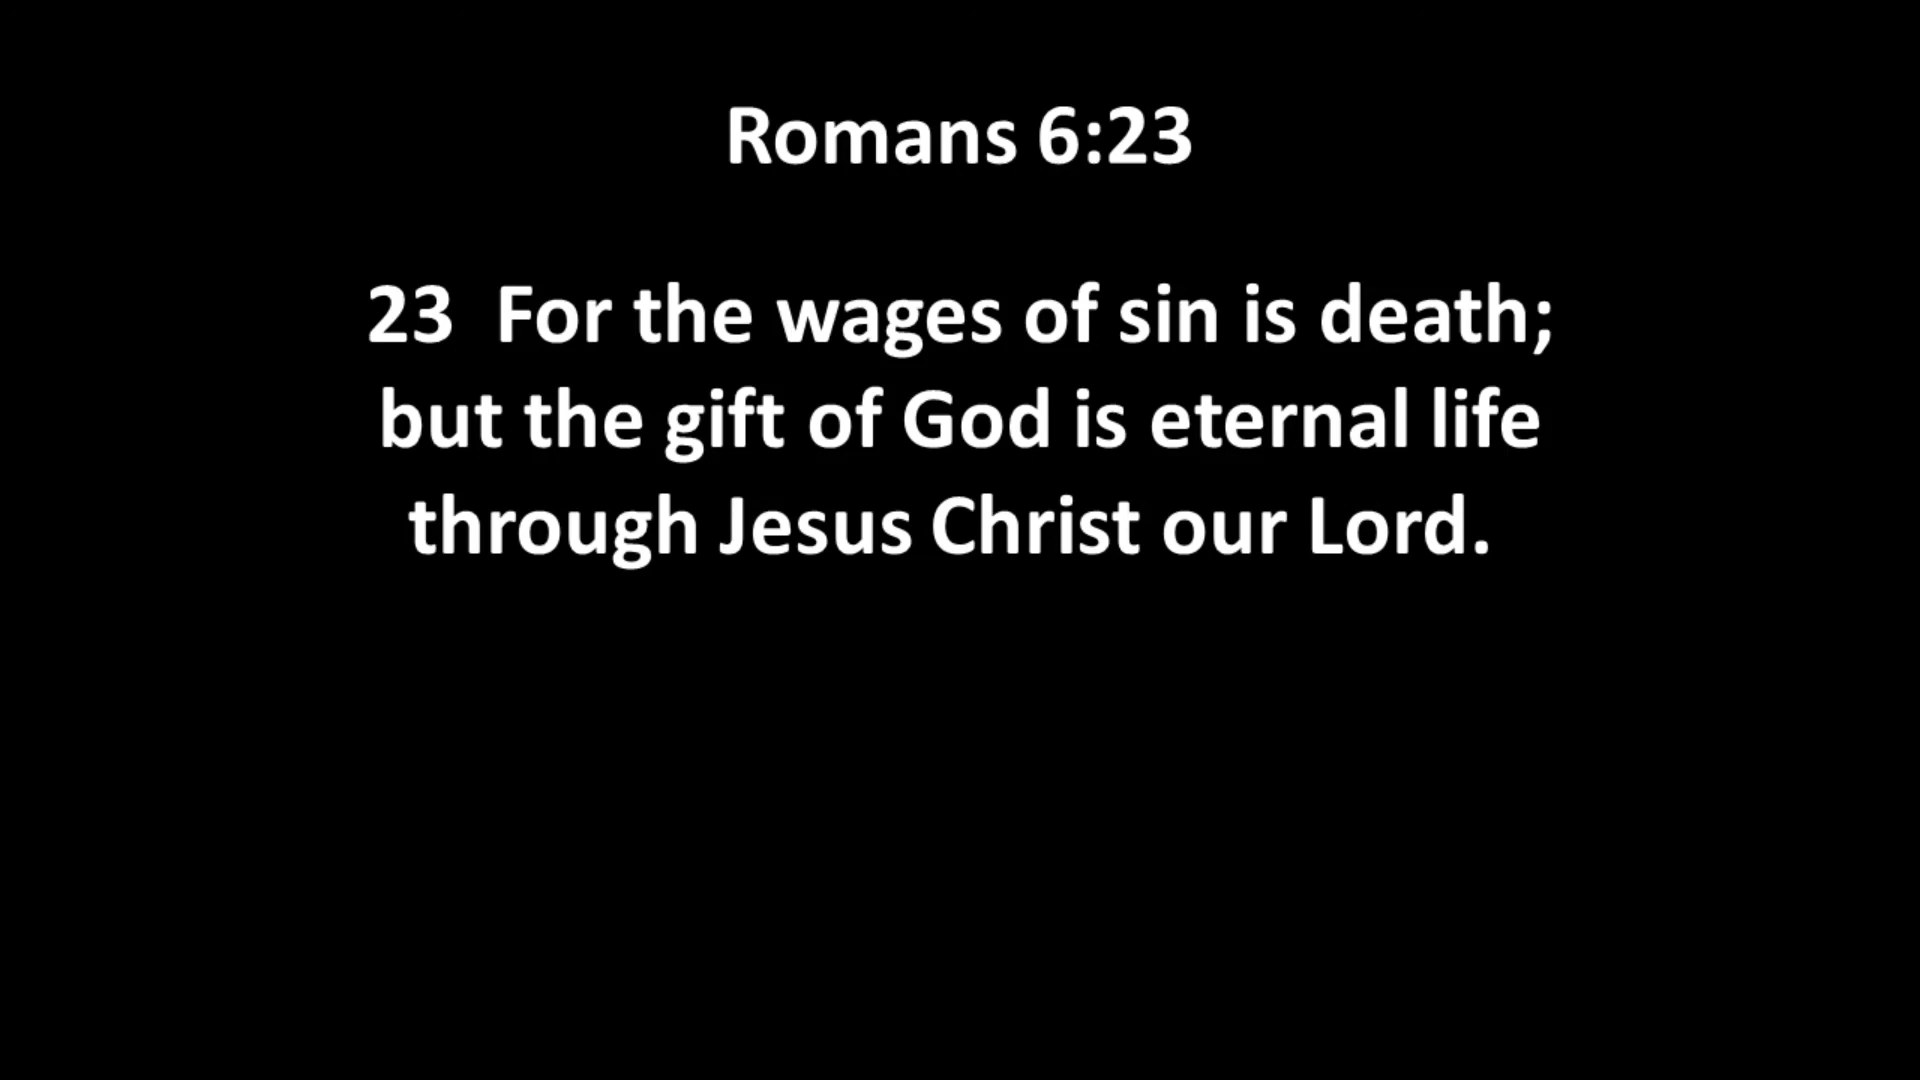 Romans 6:23
23  For the wages of sin is death;
but the gift of God is eternal life
through Jesus Christ our Lord.